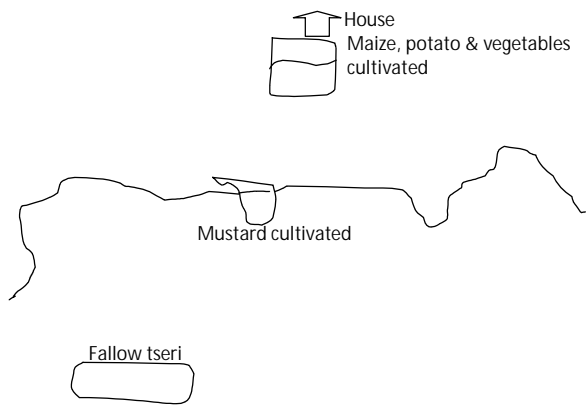 House
Maize, potato & vegetables
cultivated
Mustard cultivated
Fallow tseri